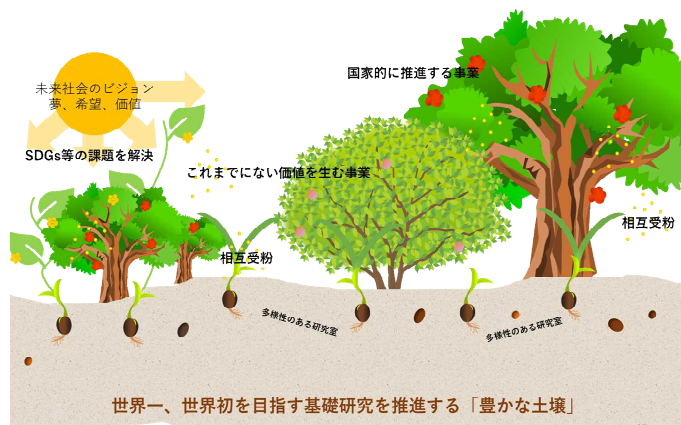 未来社会のビジョン
夢、希望、価値
国家的に推進する事業
SDGs等の課題を解決
これまでにない価値を生む事業
相互受粉
相互受粉
多様性のある研究室
多様性のある研究室
世界一、世界初を目指す基礎研究を推進する「豊かな土壌」